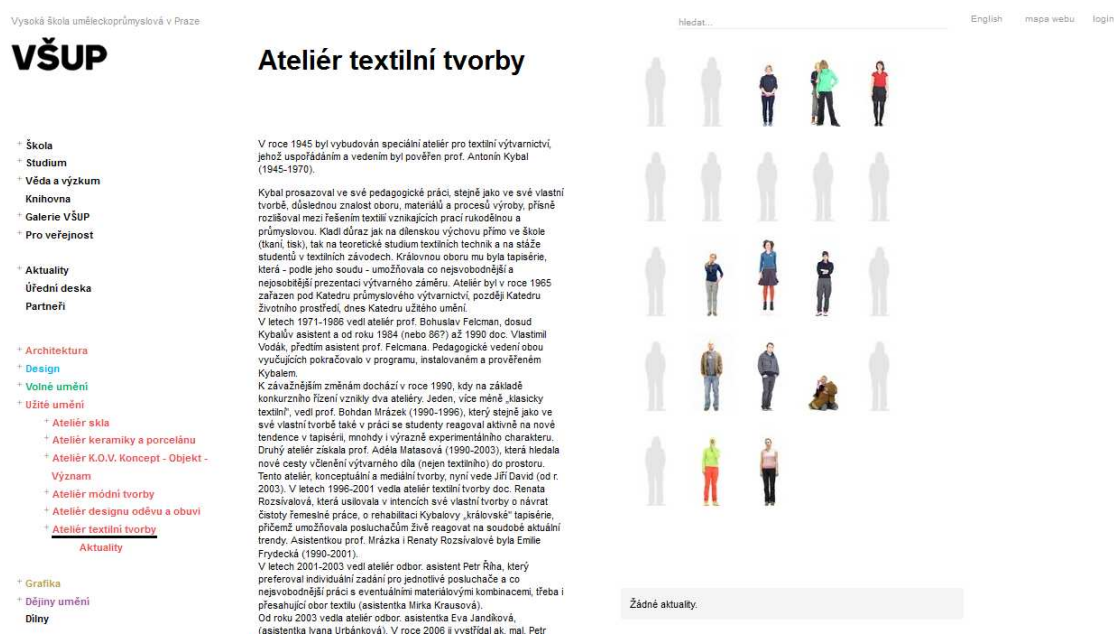 Vysoká škola uměleckoprůmyslová v Praze
hledat...
English
mapa webu
login
VŠUP
Ateliér textilní tvorby
+ Škola
+ Studium
+ Věda a výzkum
Knihovna
+ Galerie VŠUP
+ Pro veřejnost
+ Aktuality
Úřední deska
Partneři
+ Architektura
+ Design
+ Volné umění
+ Užité umění
+ Ateliér skla
+ Ateliér keramiky a porcelánu
+ Ateliér K.O.V. Koncept - Objekt -
Význam
+ Ateliér módní tvorby
+ Ateliér designu oděvu a obuvi
+ Ateliér textilní tvorby
Aktuality
+ Grafika
+ Dějiny umění
Dílny
V roce 1945 byl vybudován speciální ateliér pro textilní výtvarnictví,
jehož uspořádáním a vedením byl pověřen prof. Antonín Kybal
(1945-1970).
Kybal prosazoval ve své pedagogické práci, stejně jako ve své vlastní
tvorbě, důslednou znalost oboru, materiálů a procesů výroby, přísně
rozlišoval mezi řešením textilií vznikajících prací rukodělnou a
průmyslovou. Kladl důraz jak na dílenskou výchovu přímo ve škole
(tkaní, tisk), tak na teoretické studium textilních technik a na stáže
studentů v textilních závodech. Královnou oboru mu byla tapisérie,
která - podle jeho soudu - umožňovala co nejsvobodnější a
nejosobitější prezentaci výtvarného záměru. Ateliér byl v roce 1965
zařazen pod Katedru průmyslového výtvarnictví, později Katedru
životního prostředí, dnes Katedru užitého umění.
V letech 1971-1986 vedl ateliér prof. Bohuslav Felcman, dosud
Kybalův asistent a od roku 1984 (nebo 86?) až 1990 doc. Vlastimil
Vodák, předtím asistent prof. Felcmana. Pedagogické vedení obou
vyučujících pokračovalo v programu, instalovaném a prověřeném
Kybalem.
K závažnějším změnám dochází v roce 1990, kdy na základě
konkurzního řízení vznikly dva ateliéry. Jeden, více méně „klasicky
textilní", vedl prof. Bohdan Mrázek (1990-1996), který stejně jako ve
své vlastní tvorbě také v práci se studenty reagoval aktivně na nové
tendence v tapisérii, mnohdy i výrazně experimentálního charakteru.
Druhý ateliér získala prof. Adéla Matasová (1990-2003), která hledala
nové cesty včlenění výtvarného díla (nejen textilního) do prostoru.
Tento ateliér, konceptuální a mediální tvorby, nyní vede Jiří David (od r.
2003). V letech 1996-2001 vedla ateliér textilní tvorby doc. Renata
Rozsívalová, která usilovala v intencích své vlastní tvorby o návrat
čistoty řemeslné práce, o rehabilitaci Kybalovy „královské" tapisérie,
přičemž umožňovala posluchačům živě reagovat na soudobé aktuální
trendy. Asistentkou prof. Mrázka i Renaty Rozsívalové byla Emilie
Frydecká (1990-2001).
V letech 2001-2003 vedl ateliér odbor. asistent Petr Říha, který
preferoval individuální zadání pro jednotlivé posluchače a co
nejsvobodnější práci s eventuálními materiálovými kombinacemi, třeba i
přesahující obor textilu (asistentka Mirka Krausová).
Od roku 2003 vedla ateliér odbor. asistentka Eva Jandíková,
(asistentka Ivana Urbánková). V roce 2006 ji vystřídal ak. mal. Petr
Žádné aktuality.